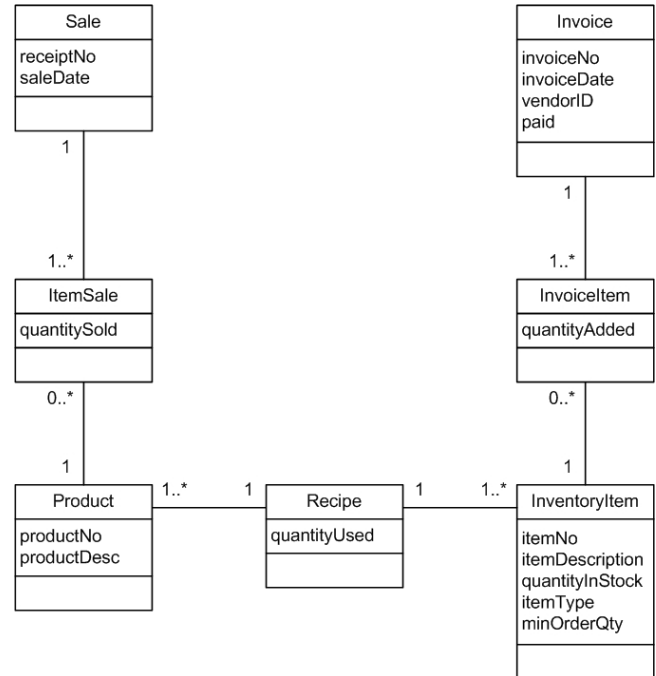 Sale
receiptNo
saleDate
1
1..*
ItemSale
quantitySold
0..*
1
Product
productNo
productDesc
1..*
1
Recipe
quantityUsed
1
1..*
Invoice
invoiceNo
invoiceDate
vendorID
paid
1
1..*
InvoiceItem
quantityAdded
0..*
1
InventoryItem
itemNo
itemDescription
quantityInStock
itemType
minOrderQty